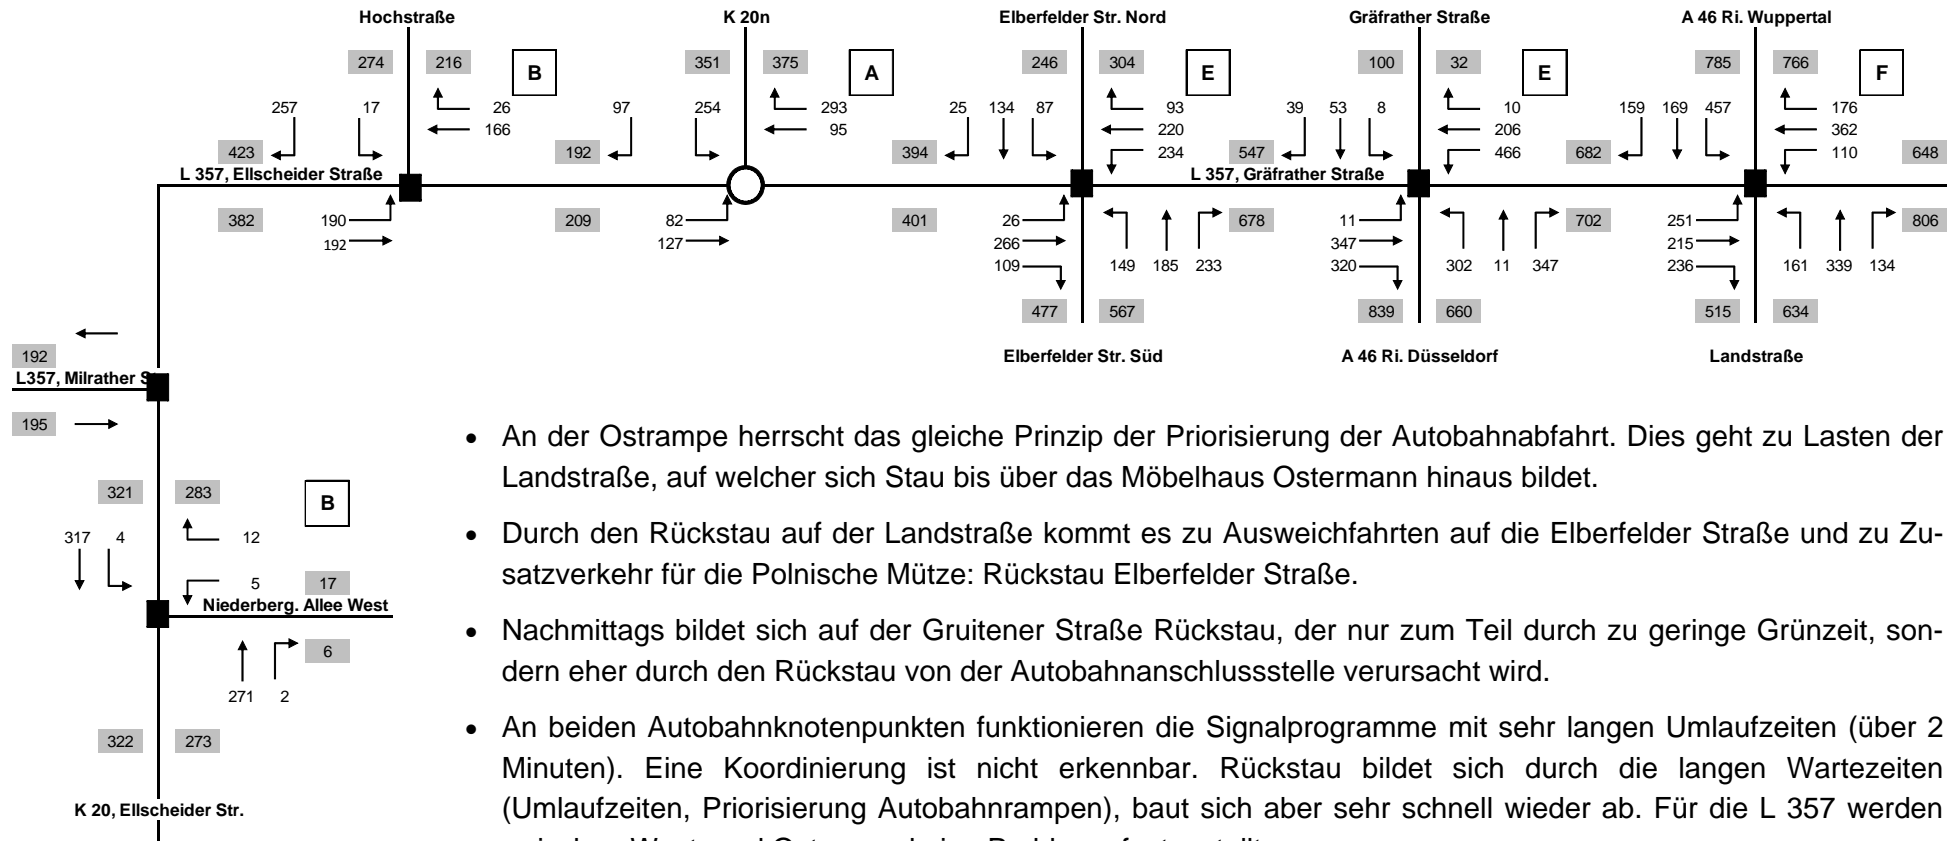 Hochstraße K 20n Elberfelder Str. Nord Gräfrather Straße A 46 Ri. Wuppertal
274 216 B 351 375 A 246 304 E 100 32 E 785 766 F
257 17 26 97 254 293 25 134 87 93 39 53 8 10 159 169 457 176
166 95 220 206 362
423 192 394 234 547 466 682 110 648
L 357, Ellscheider Straße L 357, Gräfrather Straße
382 190 209 82 401 26 678 11 702 251 806
192 127 266 347 215
109 149 185 233 320 302 11 347 236 161 339 134
477 567 839 660 515 634
Elberfelder Str. Süd A 46 Ri. Düsseldorf Landstraße
192
L357, Milrather S
195
321 283 B
317 4 12
5 17
Niederberg. Allee West
6
271 2
322 273
K 20, Ellscheider Str.
• An der Ostrampe herrscht das gleiche Prinzip der Priorisierung der Autobahnabfahrt. Dies geht zu Lasten der
Landstraße, auf welcher sich Stau bis über das Möbelhaus Ostermann hinaus bildet.
• Durch den Rückstau auf der Landstraße kommt es zu Ausweichfahrten auf die Elberfelder Straße und zu Zu-
satzverkehr für die Polnische Mütze: Rückstau Elberfelder Straße.
• Nachmittags bildet sich auf der Gruitener Straße Rückstau, der nur zum Teil durch zu geringe Grünzeit, son-
dern eher durch den Rückstau von der Autobahnanschlussstelle verursacht wird.
• An beiden Autobahnknotenpunkten funktionieren die Signalprogramme mit sehr langen Umlaufzeiten (über 2
Minuten). Eine Koordinierung ist nicht erkennbar. Rückstau bildet sich durch die langen Wartezeiten
(Umlaufzeiten, Priorisierung Autobahnrampen), baut sich aber sehr schnell wieder ab. Für die L 357 werden